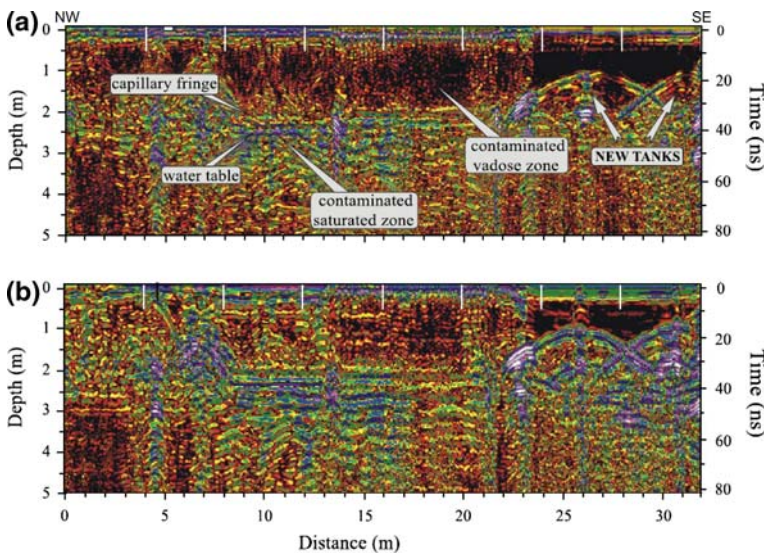 (a)
NW
SE
0
1
2
3
4
5
Depth (m)
0
20
40
60
80
Time (ns)
capillary fringe
water table
contaminated
saturated zone
contaminated
vadose zone
NEW TANKS
(b)
0
1
2
3
4
5
Depth (m)
0
20
40
60
80
Time (ns)
0 5 10 15 20 25 30
Distance (m)